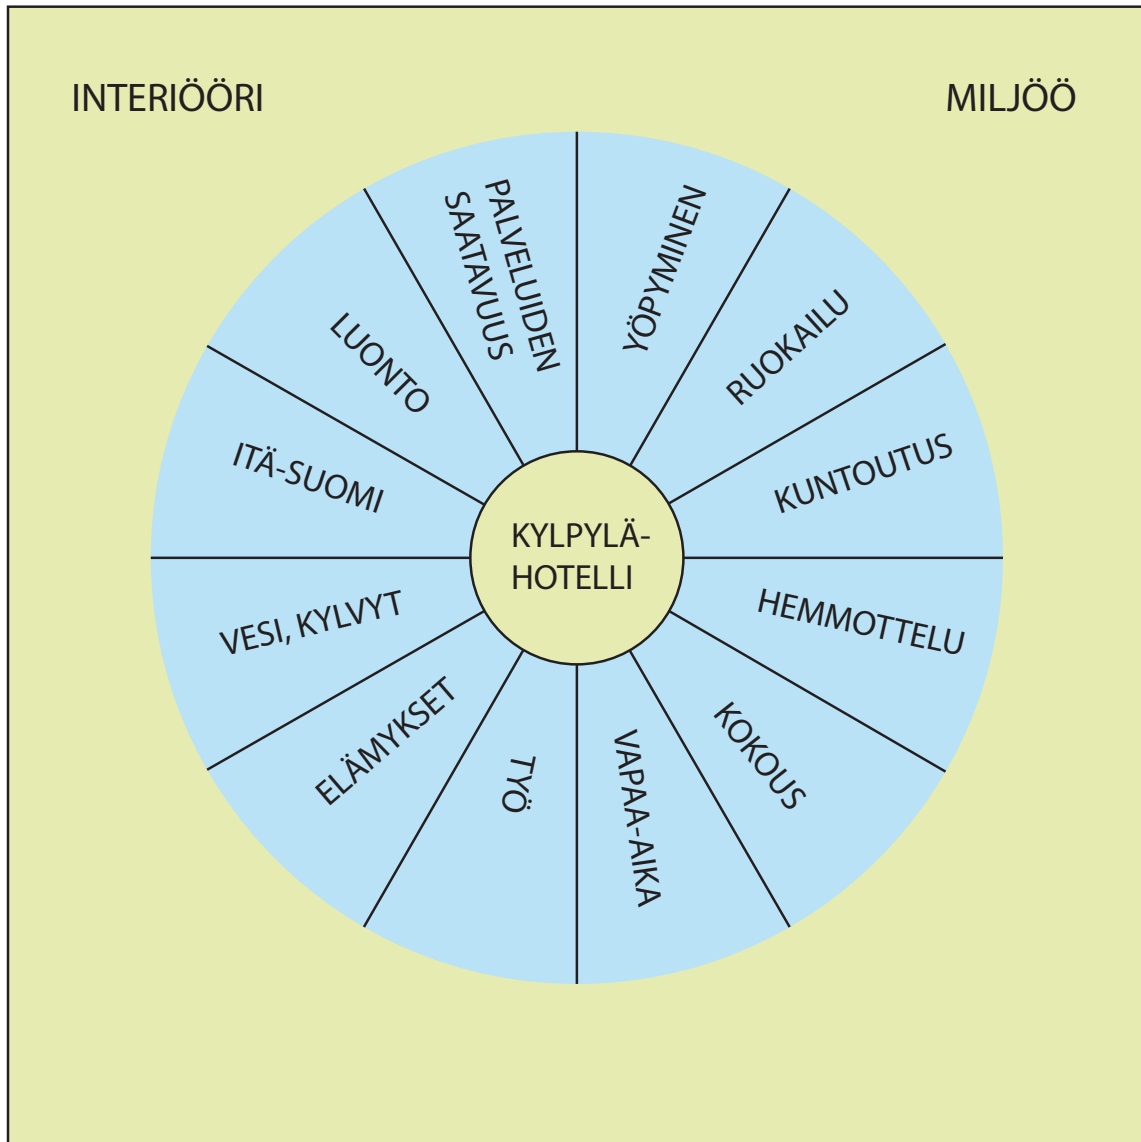 INTERIÖÖRI
MILJÖÖ
PALVELUIDEN
SAATAVUUS
YÖPYMINEN
RUOKAILU
KUNTOUTUS
HEMMOTTELU
KOKOUS
VAPAA-AIKA
TYÖ
ELÄMYKSET
VESI, KYLVYT
ITÄ-SUOMI
LUONTO
KYLPYLÄ-
HOTELLI